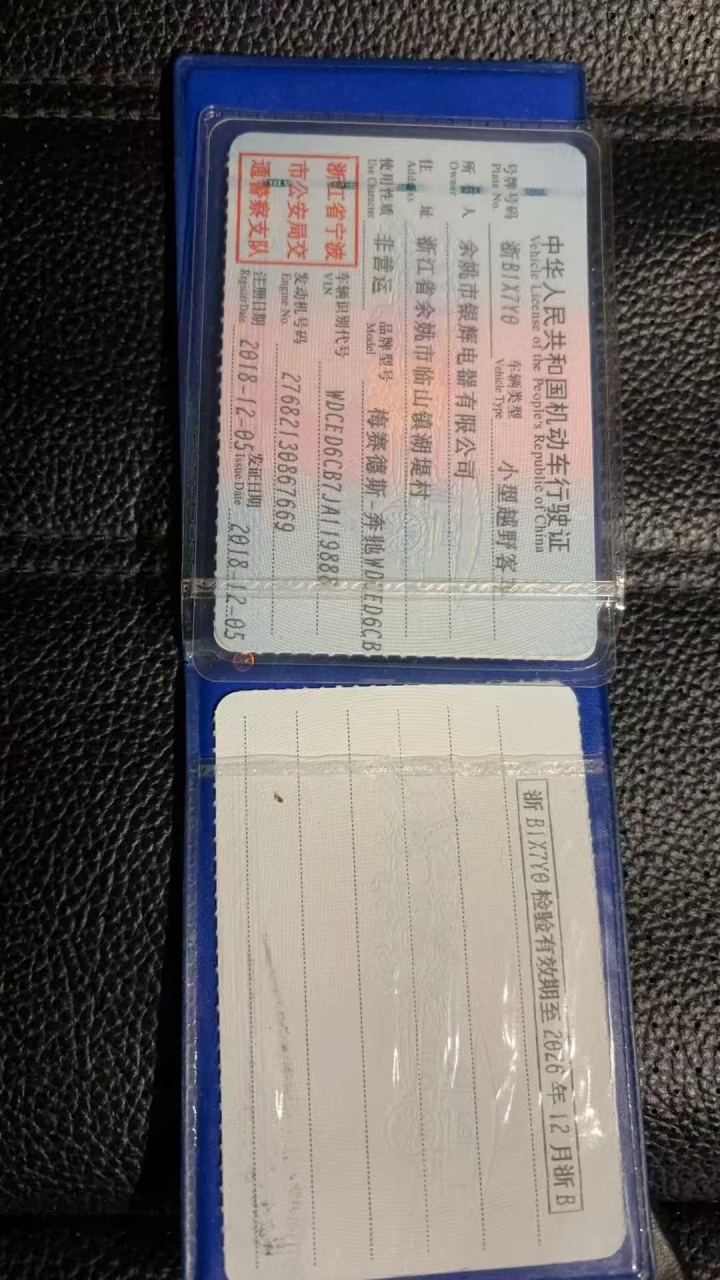 中华人民共和国机动车行驶证
Vehicle License of the People's Republic of China
号牌号码 浙B1X7Y0 车辆类型 小型越野客
Plate No. Vehicle Type
所 人 余姚市银辉电器有限公司
Owner
住 址 浙江省余姚市临山镇湖堤村
Address
使用性质 非营运 品牌型号 梅赛德斯-奔驰WDCED6CB
Use Character Model
浙江省宁波
市公安局交
通警察支队
车辆识别代号 WDCED6CB7JA119888
VIN
发动机号码 27682130867669
Engine No.
注册日期 2018-12-05 发证日期 2018-12-05
Register Date Issue Date
浙B1X7Y0检验有效期至2026年12月浙B